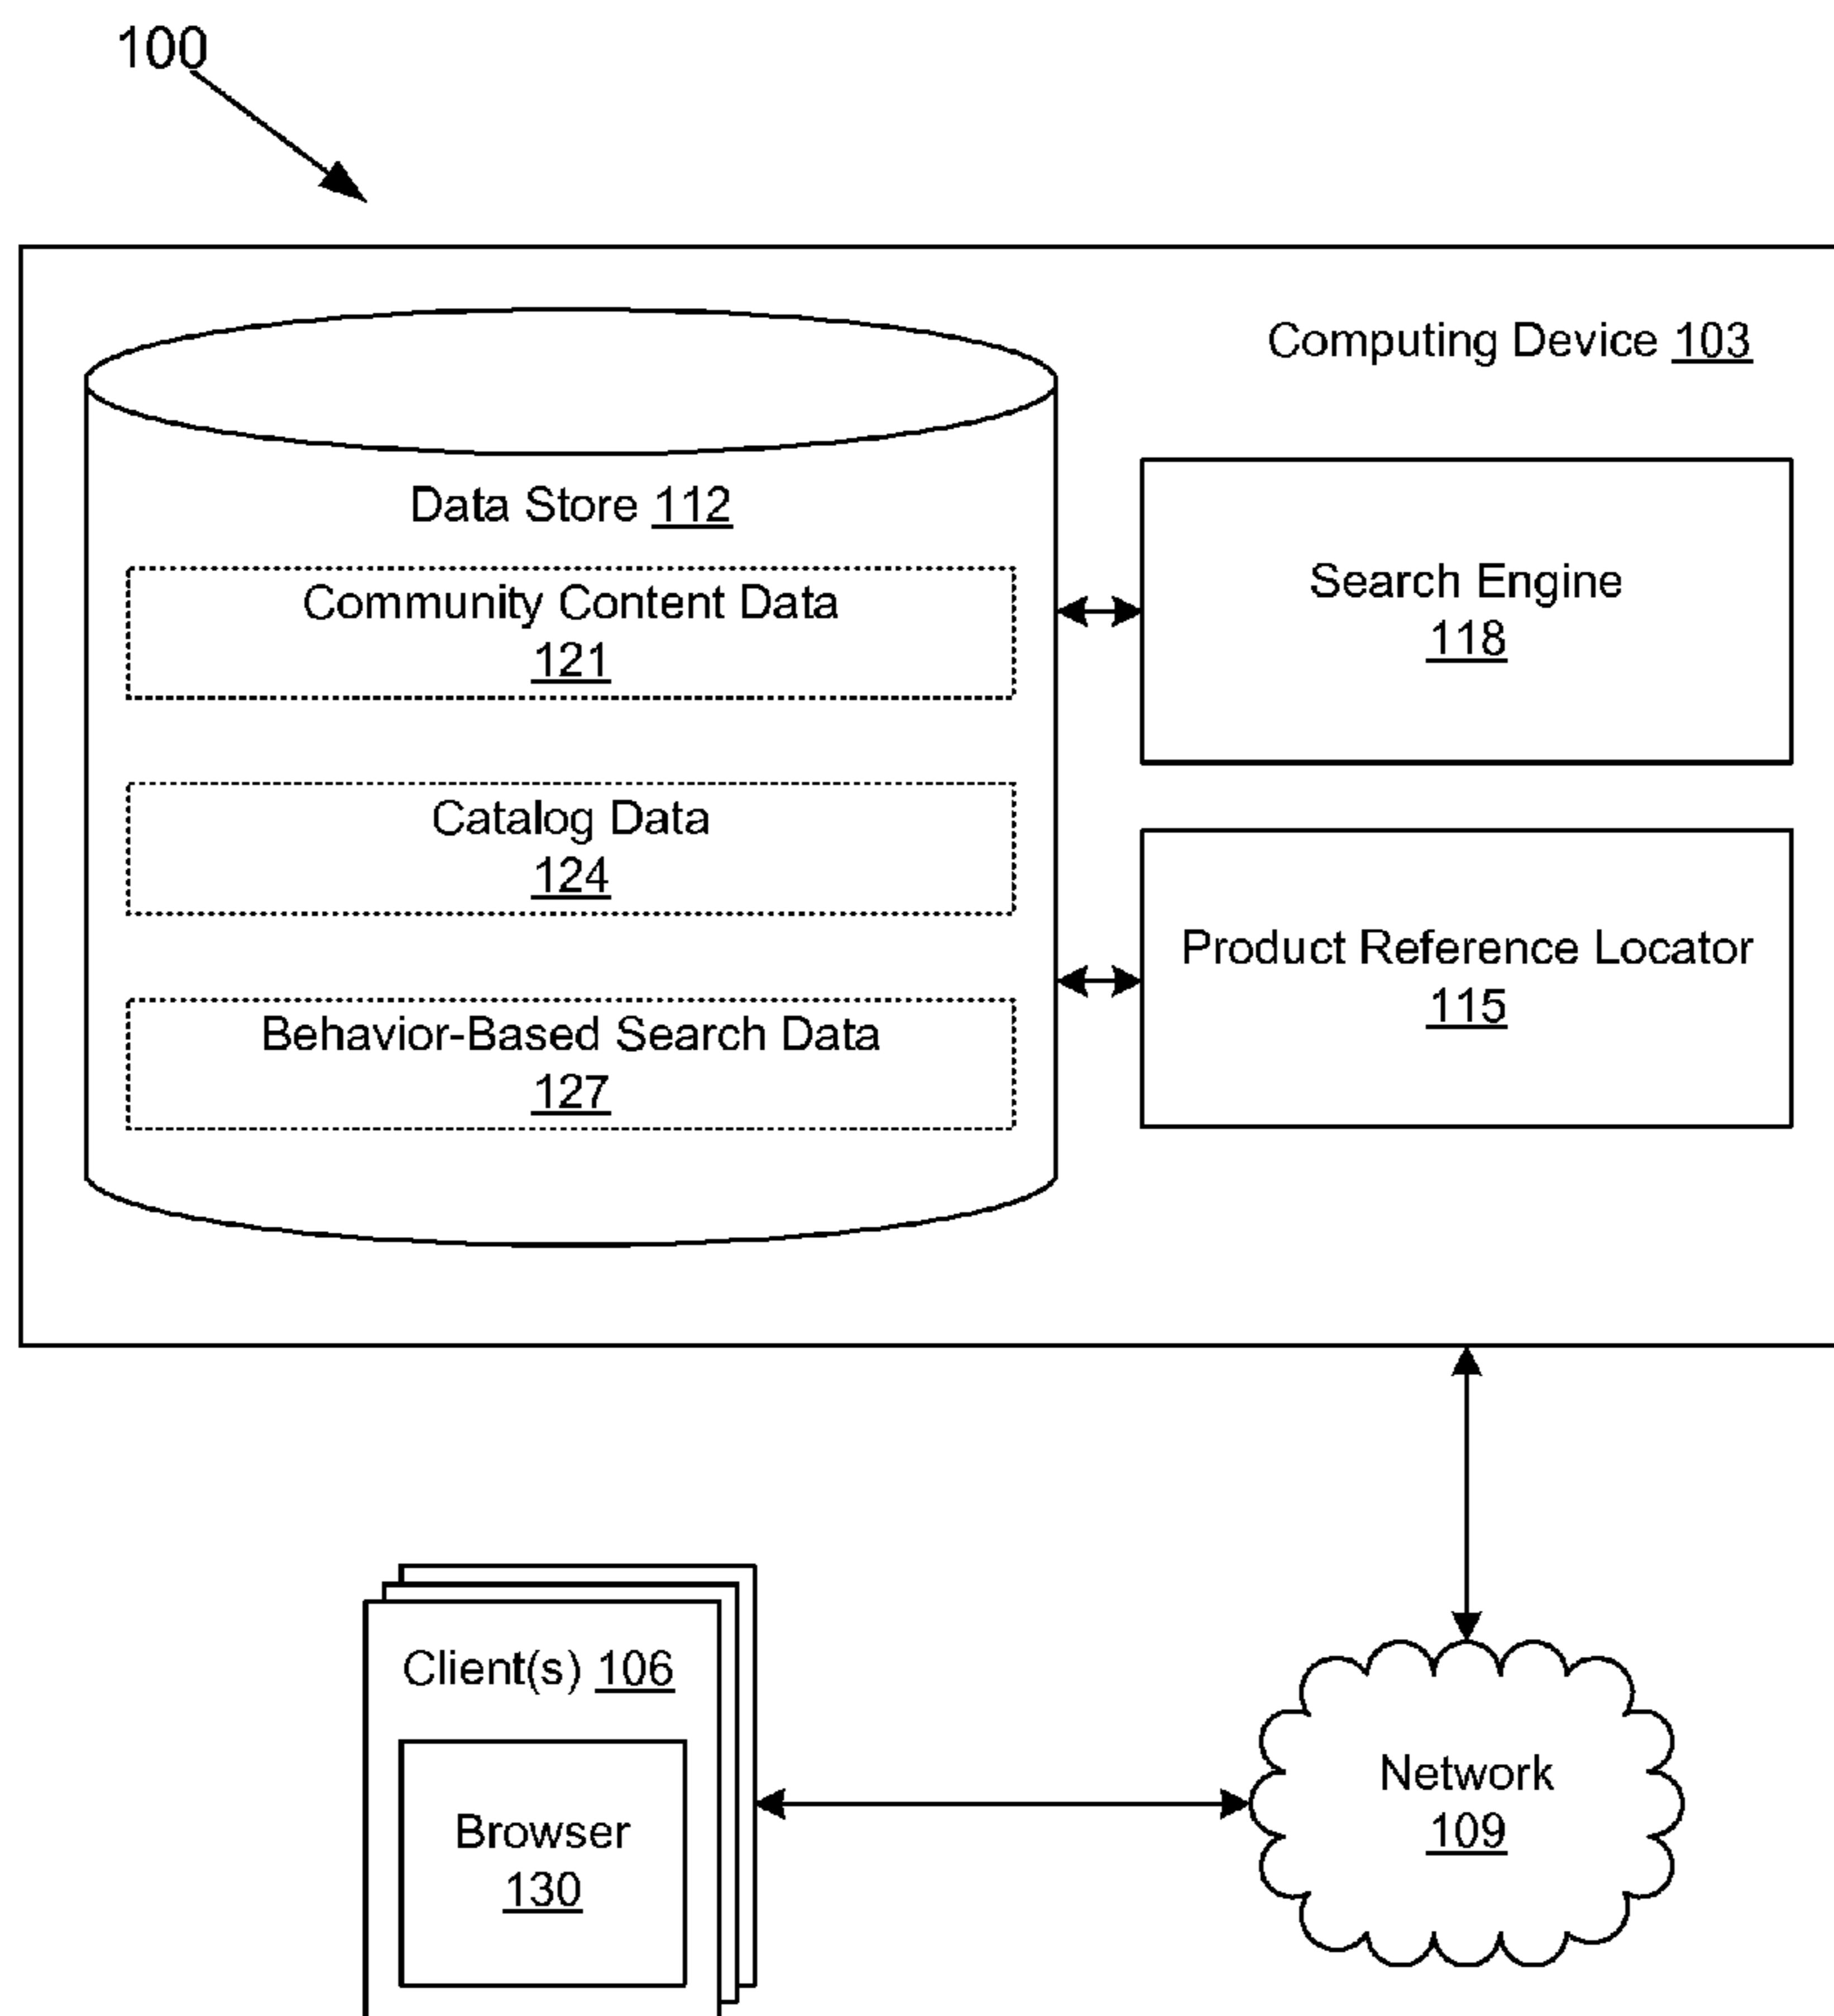 100
Computing Device 103
Data Store 112
Community Content Data
121
Catalog Data
124
Behavior-Based Search Data
127
Search Engine
118
Product Reference Locator
115
Client(s) 106
Browser
130
Network
109